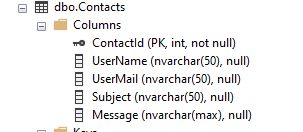 dbo.Contacts
Columns
ContactId (PK, int, not null)
UserName (nvarchar(50), null)
UserMail (nvarchar(50), null)
Subject (nvarchar(50), null)
Message (nvarchar(max), null)